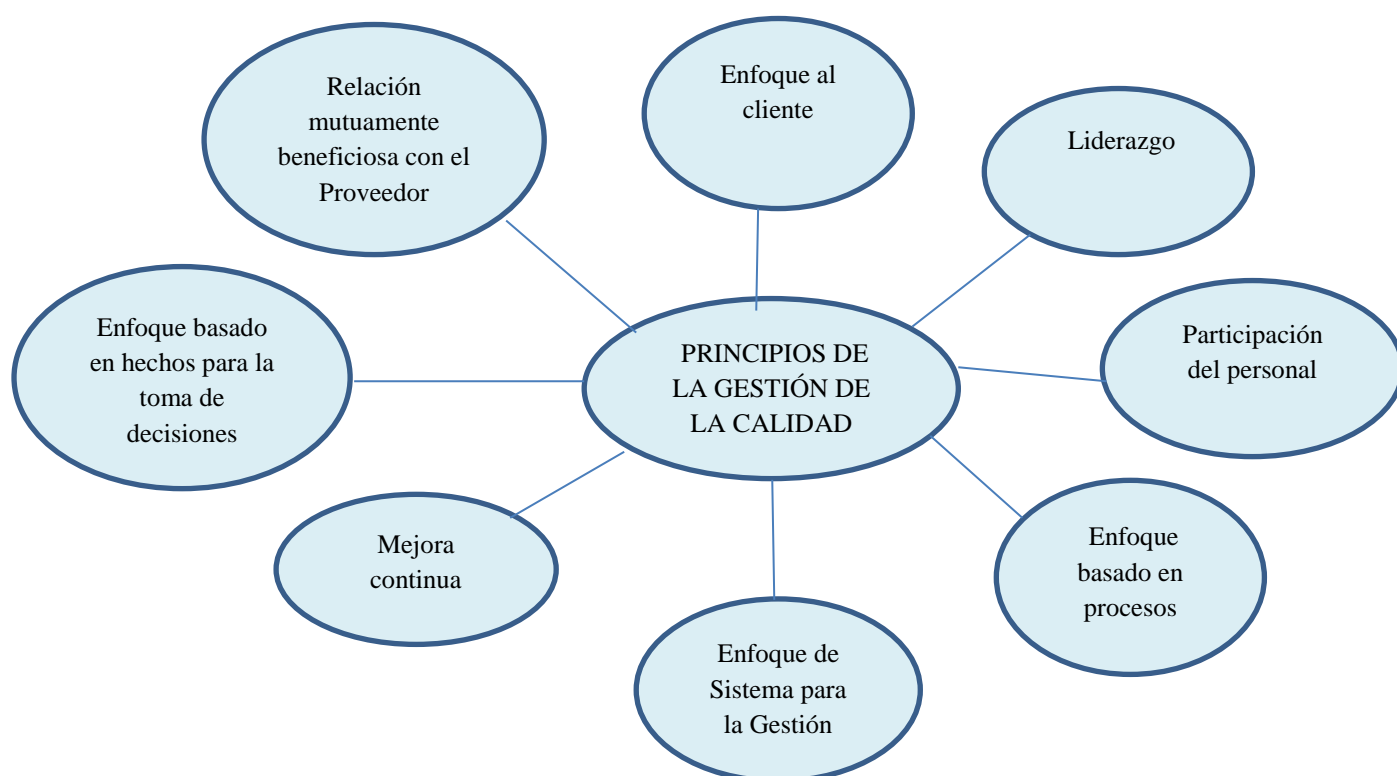 Relación
mutuamente
beneficiosa con el
Proveedor
Enfoque al
cliente
Liderazgo
Enfoque basado
en hechos para la
toma de
decisiones
PRINCIPIOS DE
LA GESTIÓN DE
LA CALIDAD
Participación
del personal
Mejora
continua
Enfoque
basado en
procesos
Enfoque de
Sistema para
la Gestión